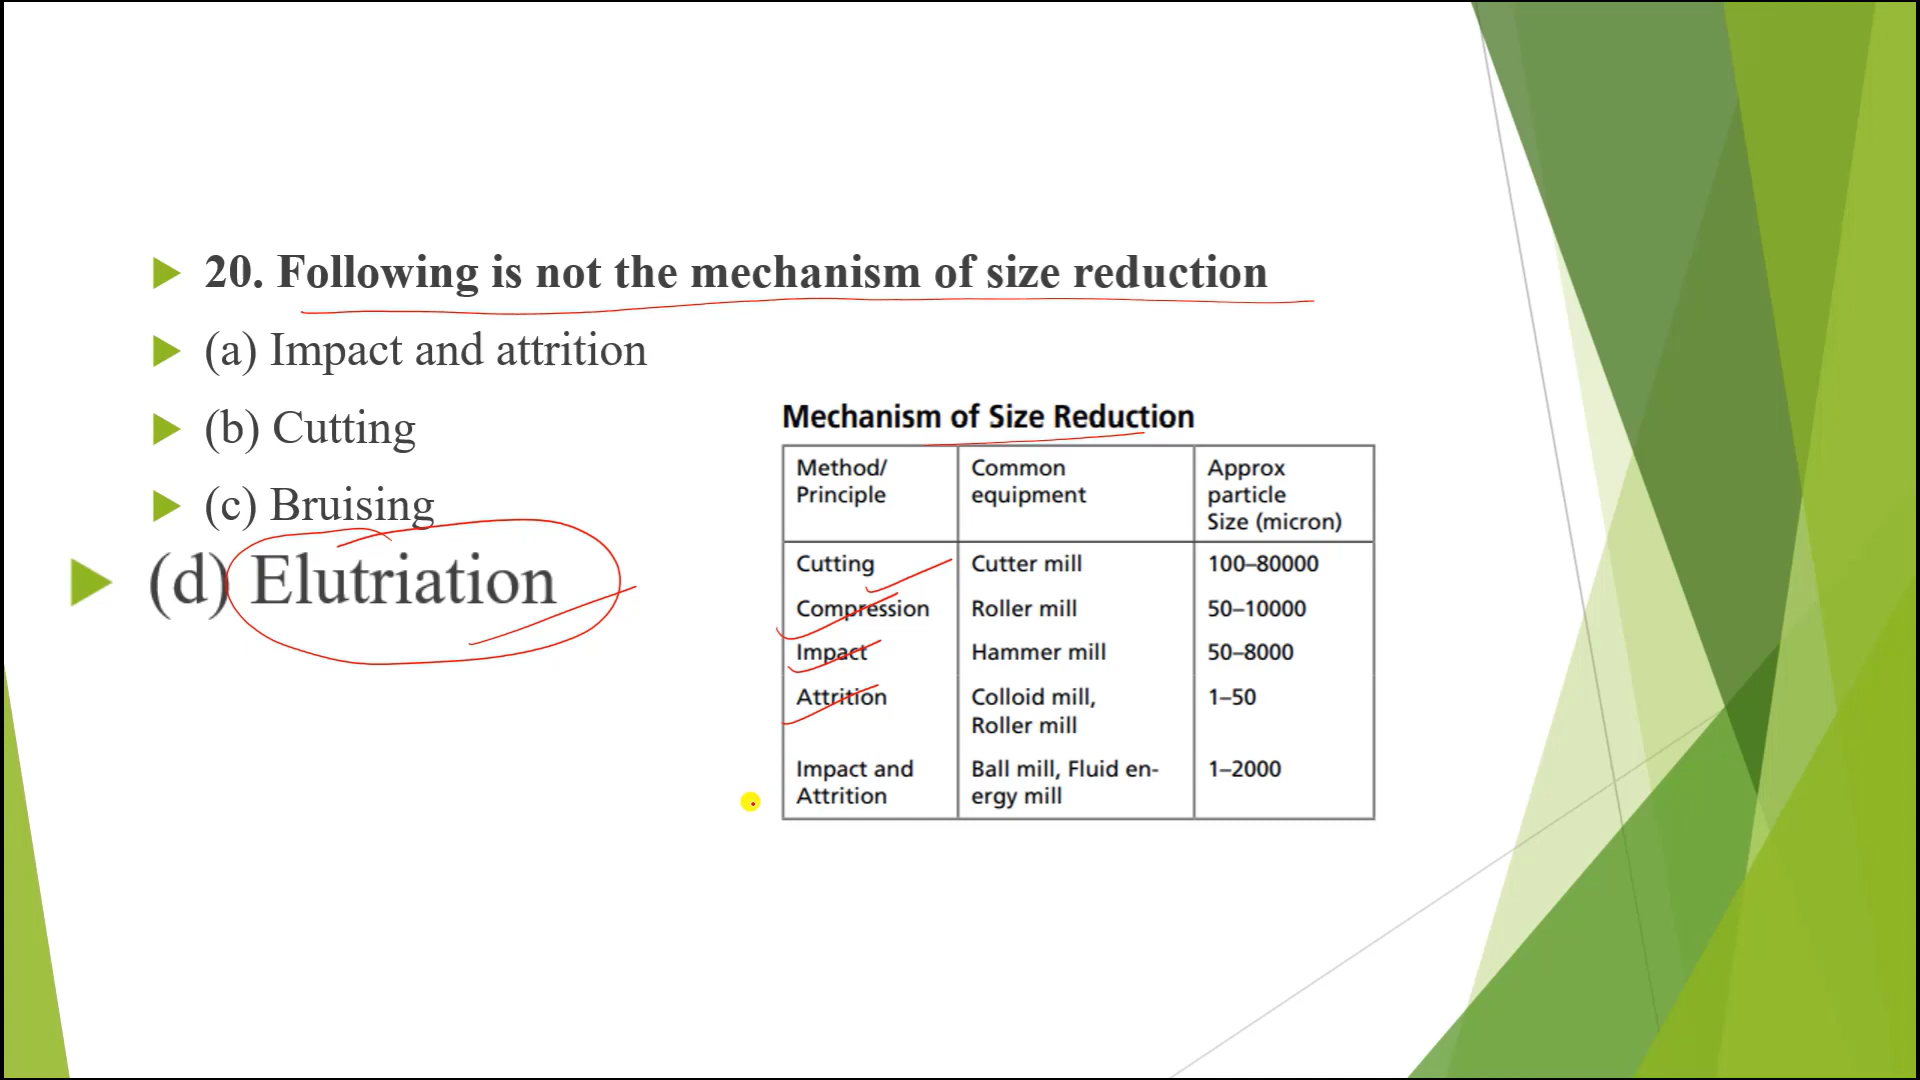 20. Following is not the mechanism of size reduction
(a) Impact and attrition
(b) Cutting
(c) Bruising
(d) Elutriation
Mechanism of Size Reduction
Method/ Common Approx
Principle equipment particle
Size (micron)
Cutting Cutter mill 100–80000
Compression Roller mill 50–10000
Impact Hammer mill 50–8000
Attrition Colloid mill, 1–50
Roller mill
Impact and Ball mill, Fluid en- 1–2000
Attrition ergy mill